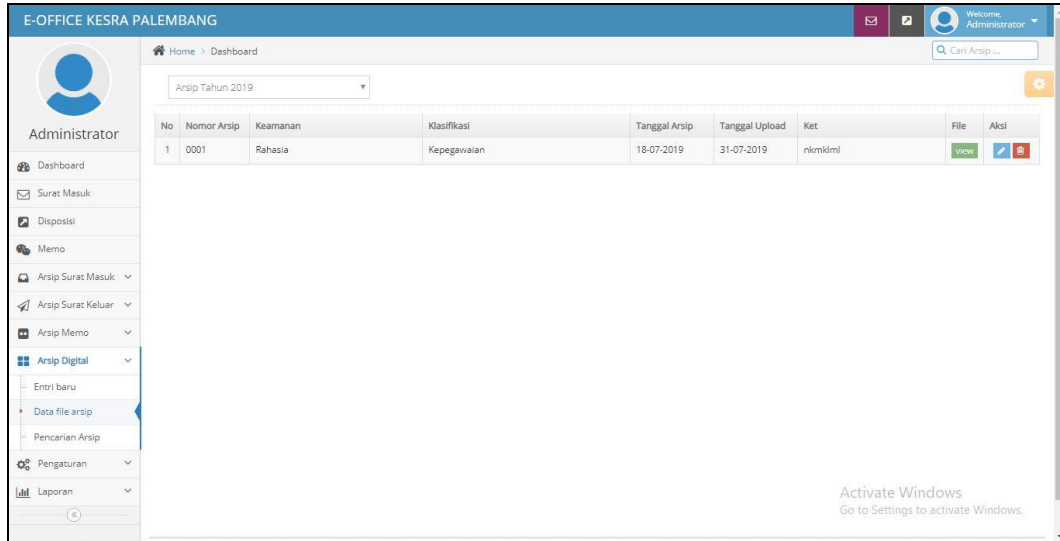 E-OFFICE KESRA PALEMBANG
Welcome,
Administrator
Home > Dashboard
Cari Arsip ...
Administrator
Dashboard
Surat Masuk
Disposisi
Memo
Arsip Surat Masuk
Arsip Surat Keluar
Arsip Memo
Arsip Digital
Entri baru
Data file arsip
Pencarian Arsip
Pengaturan
Laporan
Arsip Tahun 2019
No Nomor Arsip Keamanan Klasifikasi Tanggal Arsip Tanggal Upload Ket File Aksi
1 0001 Rahasia Kepegawaian 18-07-2019 31-07-2019 nkmklml view
Activate Windows
Go to Settings to activate Windows.